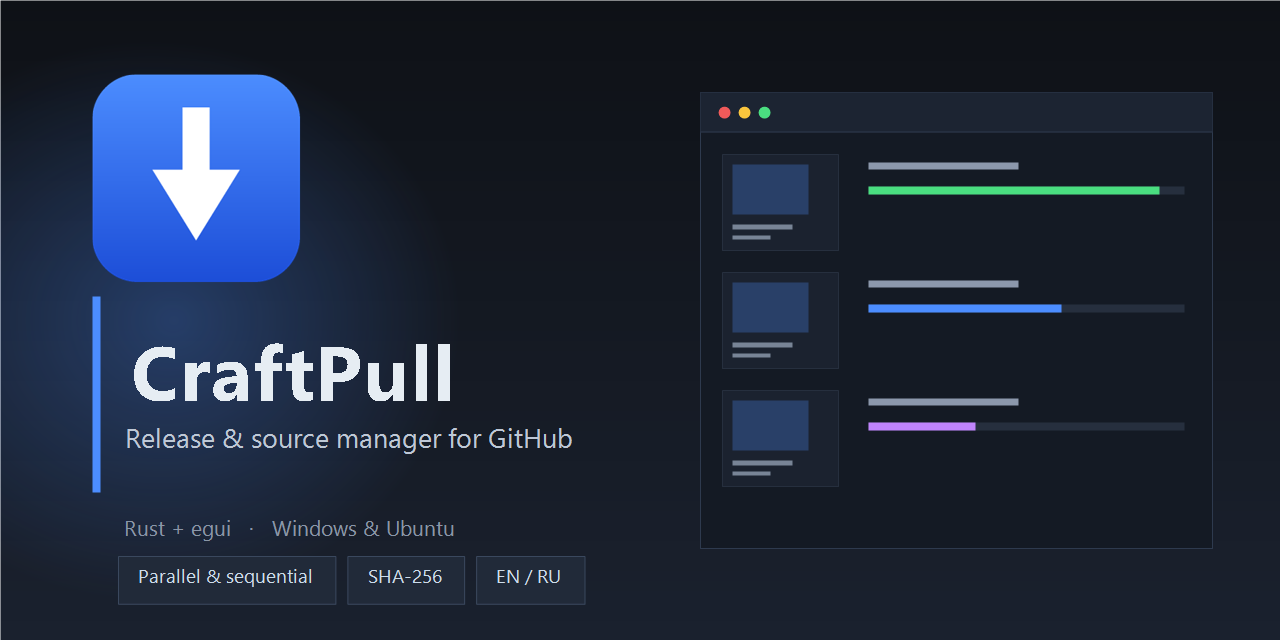 CraftPull
Release & source manager for GitHub
Rust + egui · Windows & Ubuntu
Parallel & sequential
SHA-256
EN / RU